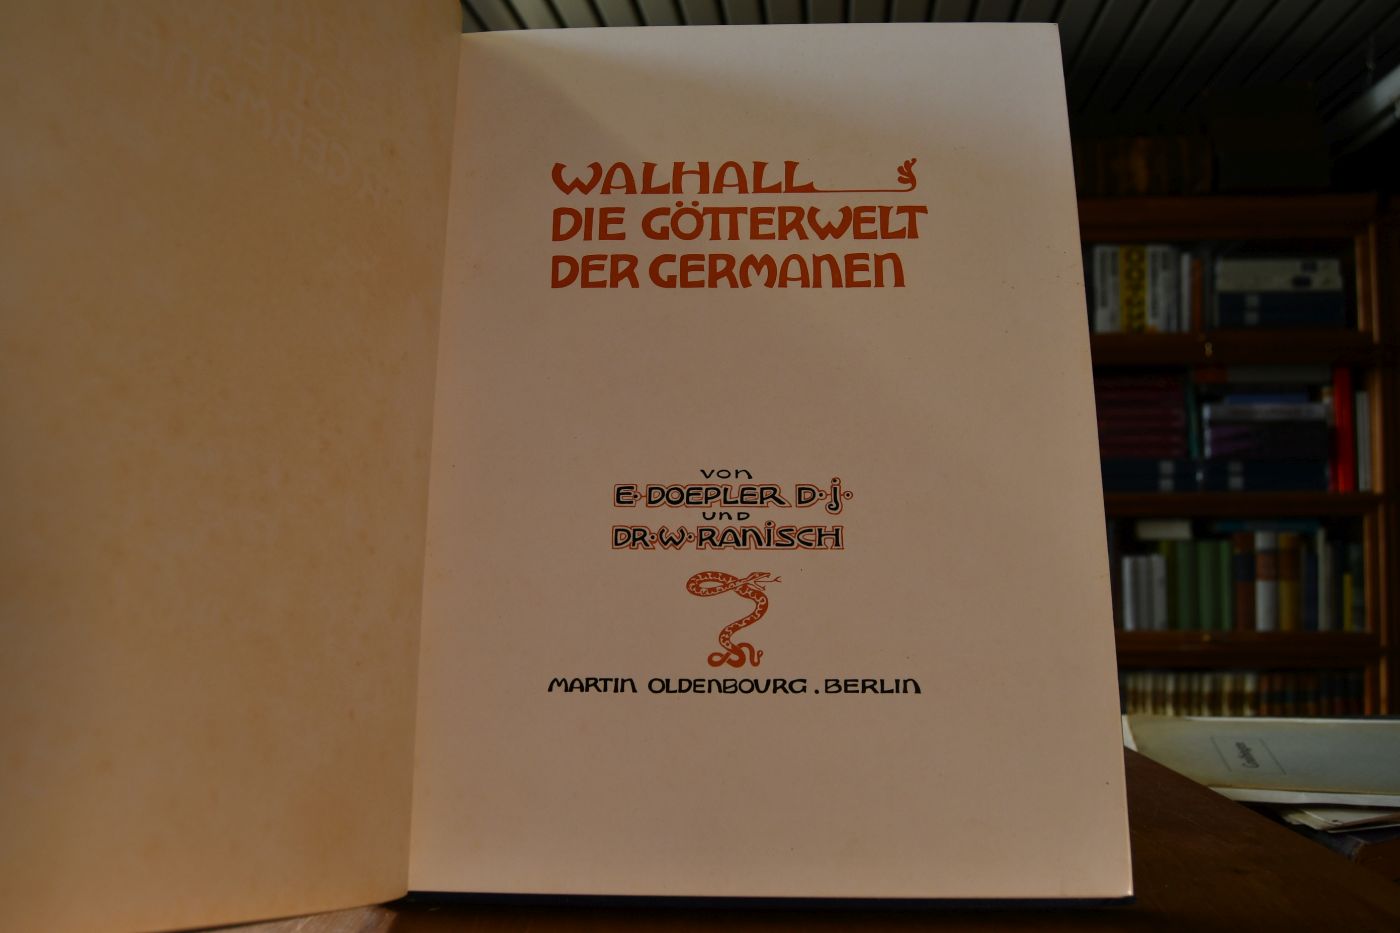 WALHALL
DIE GÖTTERWELT
DER GERMANEN
von
E·DOEPLER D·j·
und
DR·W·RANISCH
MARTIN OLDENBOURG.BERLIN